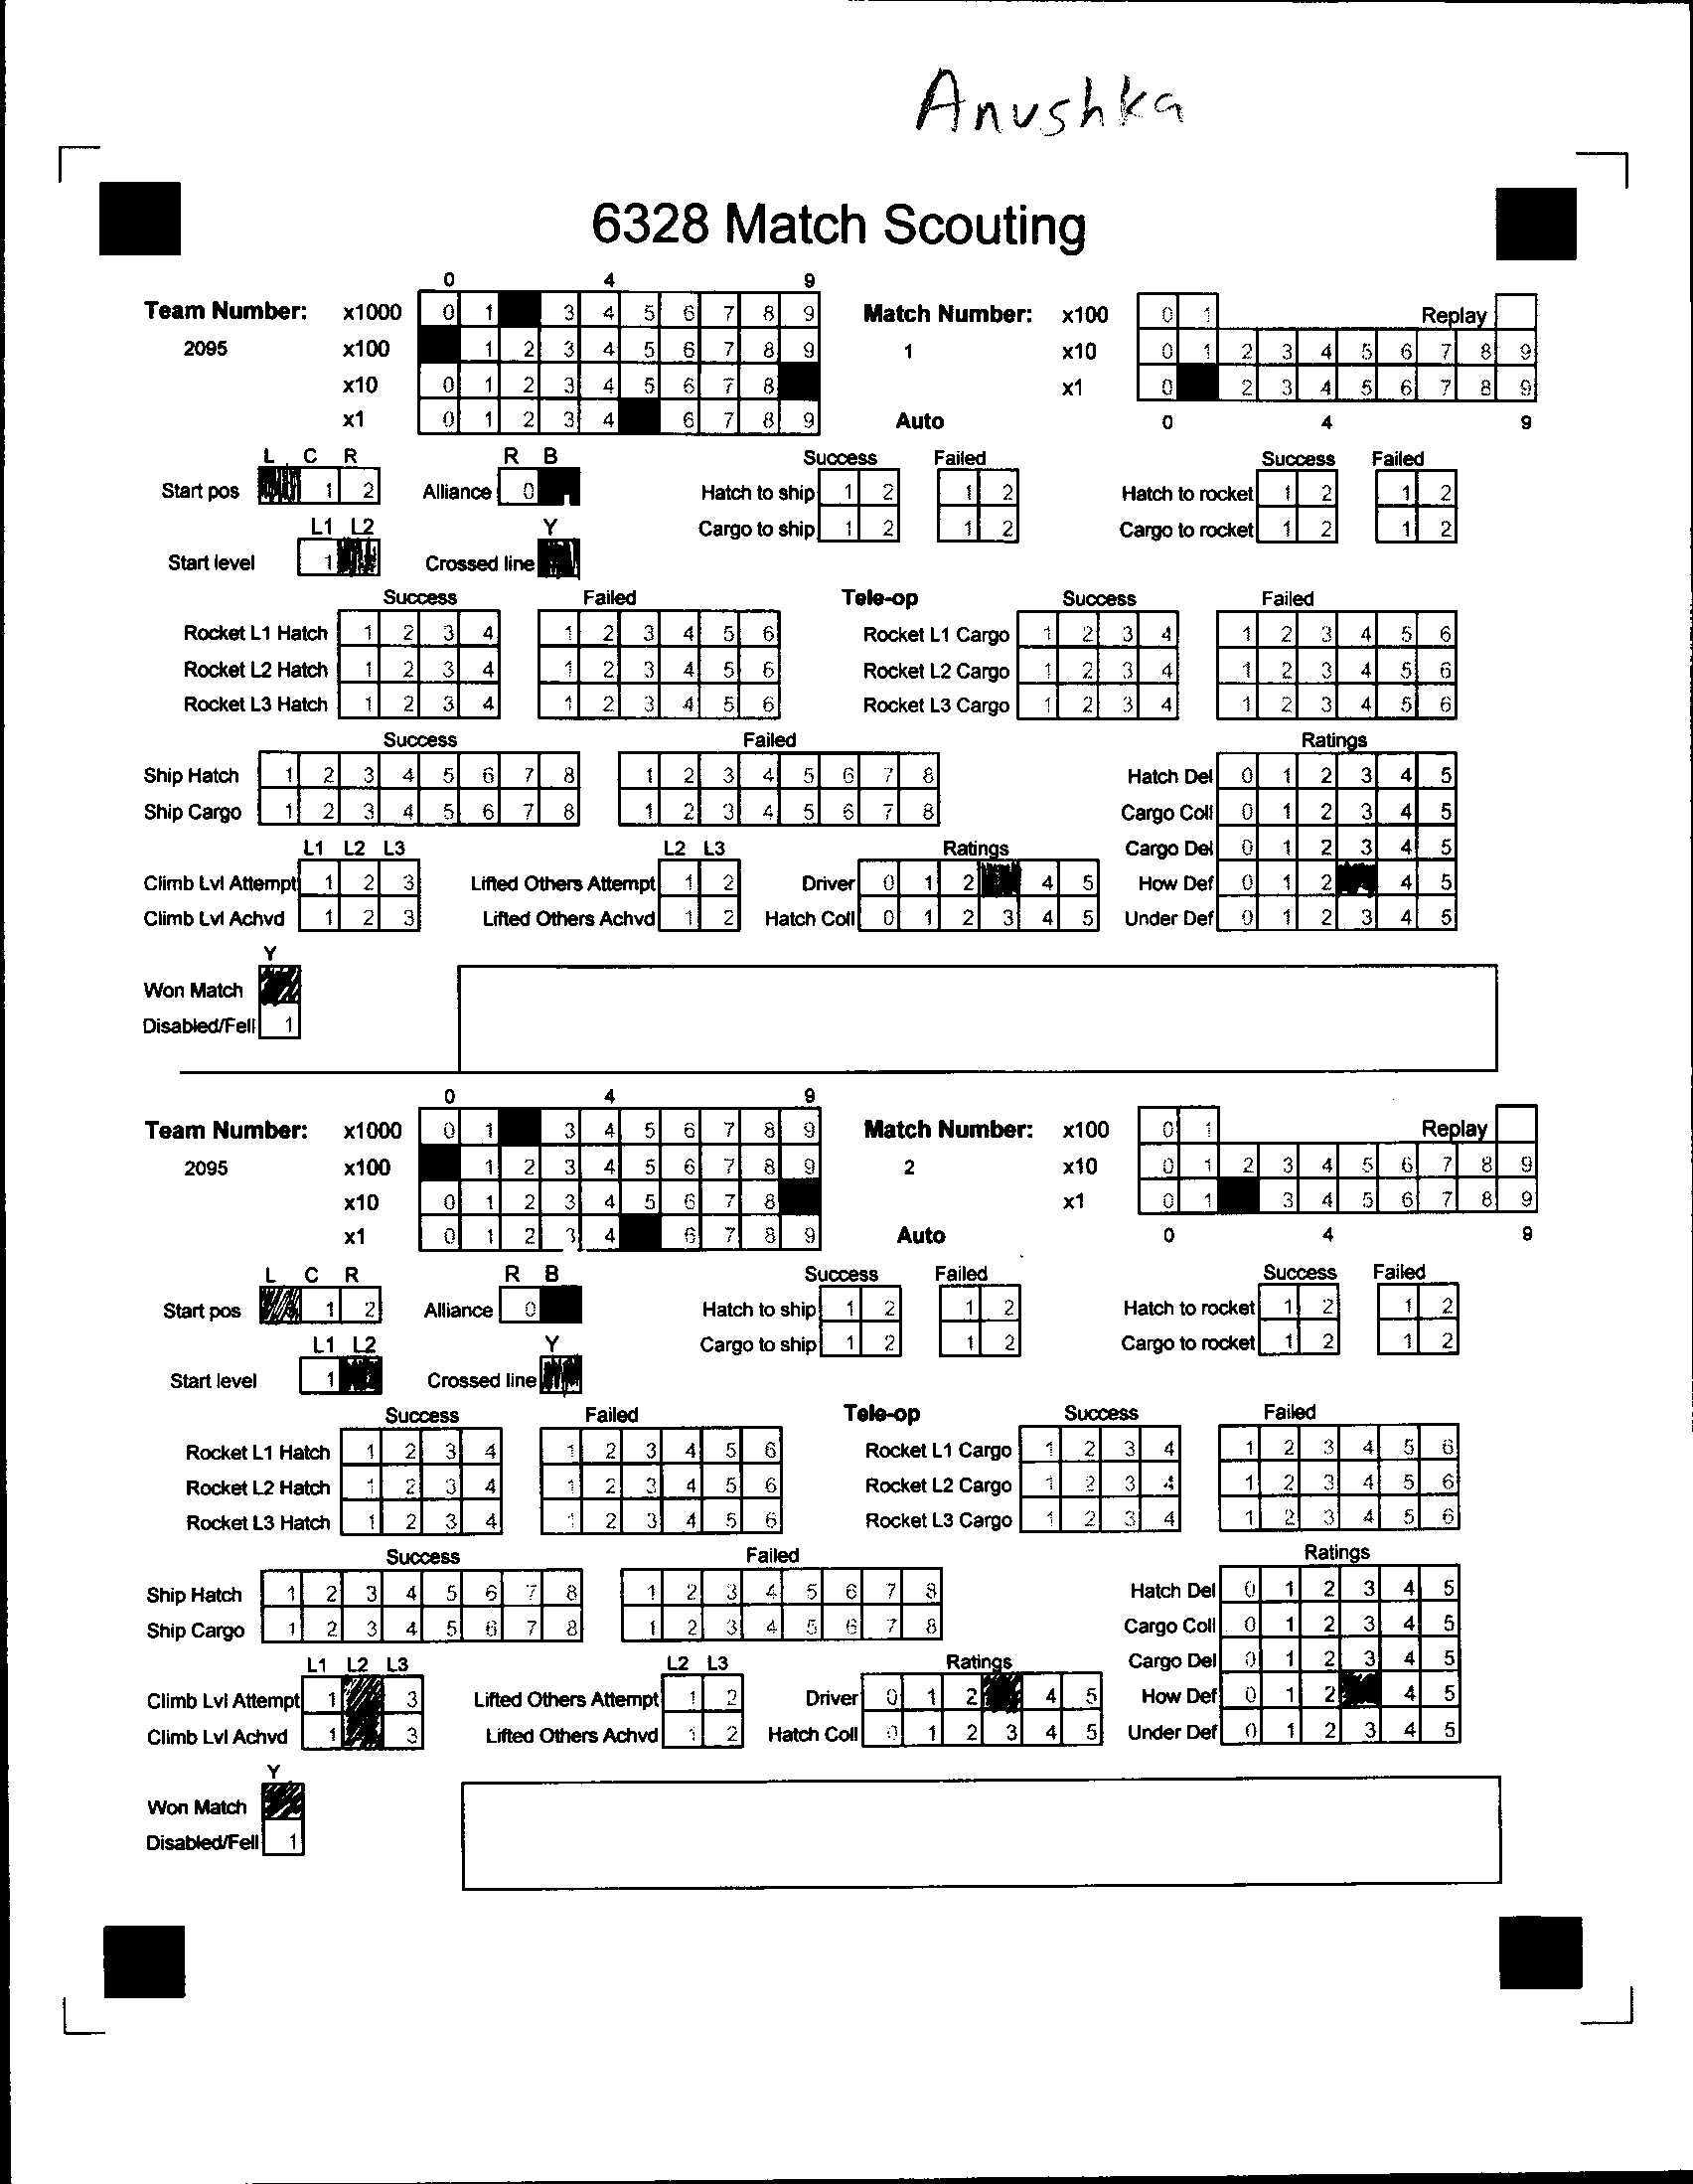 Anushka
6328 Match Scouting
0 4 9
Team Number: x1000 0 1 3 4 5 6 7 8 9 Match Number: x100 0 1 Replay
2095 x100 1 2 3 4 5 6 7 8 9 1 x10 0 1 2 3 4 5 6 7 8 9
x10 0 1 2 3 4 5 6 7 8 x1 0 2 3 4 5 6 7 8 9
x1 0 1 2 3 4 6 7 8 9 Auto 0 4 9
L C R R B Success Failed Success Failed
Start pos 1 2 Alliance 0 Hatch to ship 1 2 1 2 Hatch to rocket 1 2 1 2
L1 L2 Y Cargo to ship 1 2 1 2 Cargo to rocket 1 2 1 2
Start level 1 Crossed line
Success Failed Tele-op Success Failed
Rocket L1 Hatch 1 2 3 4 1 2 3 4 5 6 Rocket L1 Cargo 1 2 3 4 1 2 3 4 5 6
Rocket L2 Hatch 1 2 3 4 1 2 3 4 5 6 Rocket L2 Cargo 1 2 3 4 1 2 3 4 5 6
Rocket L3 Hatch 1 2 3 4 1 2 3 4 5 6 Rocket L3 Cargo 1 2 3 4 1 2 3 4 5 6
Success Failed Ratings
Ship Hatch 1 2 3 4 5 6 7 8 1 2 3 4 5 6 7 8 Hatch Del 0 1 2 3 4 5
Ship Cargo 1 2 3 4 5 6 7 8 1 2 3 4 5 6 7 8 Cargo Coll 0 1 2 3 4 5
L1 L2 L3 L2 L3 Ratings Cargo Del 0 1 2 3 4 5
Climb Lvl Attempt 1 2 3 Lifted Others Attempt 1 2 Driver 0 1 2 4 5 How Def 0 1 2 4 5
Climb Lvl Achvd 1 2 3 Lifted Others Achvd 1 2 Hatch Coll 0 1 2 3 4 5 Under Def 0 1 2 3 4 5
Y
Won Match
Disabled/Fell 1
0 4 9
Team Number: x1000 0 1 3 4 5 6 7 8 9 Match Number: x100 0 1 Replay
2095 x100 1 2 3 4 5 6 7 8 9 2 x10 0 1 2 3 4 5 6 7 8 9
x10 0 1 2 3 4 5 6 7 8 x1 0 1 3 4 5 6 7 8 9
x1 0 1 2 3 4 6 7 8 9 Auto 0 4 9
L C R R B Success Failed Success Failed
Start pos 1 2 Alliance 0 Hatch to ship 1 2 1 2 Hatch to rocket 1 2 1 2
L1 L2 Y Cargo to ship 1 2 1 2 Cargo to rocket 1 2 1 2
Start level 1 Crossed line
Success Failed Tele-op Success Failed
Rocket L1 Hatch 1 2 3 4 1 2 3 4 5 6 Rocket L1 Cargo 1 2 3 4 1 2 3 4 5 6
Rocket L2 Hatch 1 2 3 4 1 2 3 4 5 6 Rocket L2 Cargo 1 2 3 4 1 2 3 4 5 6
Rocket L3 Hatch 1 2 3 4 1 2 3 4 5 6 Rocket L3 Cargo 1 2 3 4 1 2 3 4 5 6
Success Failed Ratings
Ship Hatch 1 2 3 4 5 6 7 8 1 2 3 4 5 6 7 8 Hatch Del 0 1 2 3 4 5
Ship Cargo 1 2 3 4 5 6 7 8 1 2 3 4 5 6 7 8 Cargo Coll 0 1 2 3 4 5
L1 L2 L3 L2 L3 Ratings Cargo Del 0 1 2 3 4 5
Climb Lvl Attempt 1 3 Lifted Others Attempt 1 2 Driver 0 1 2 4 5 How Def 0 1 2 4 5
Climb Lvl Achvd 1 3 Lifted Others Achvd 1 2 Hatch Coll 0 1 2 3 4 5 Under Def 0 1 2 3 4 5
Y
Won Match
Disabled/Fell 1